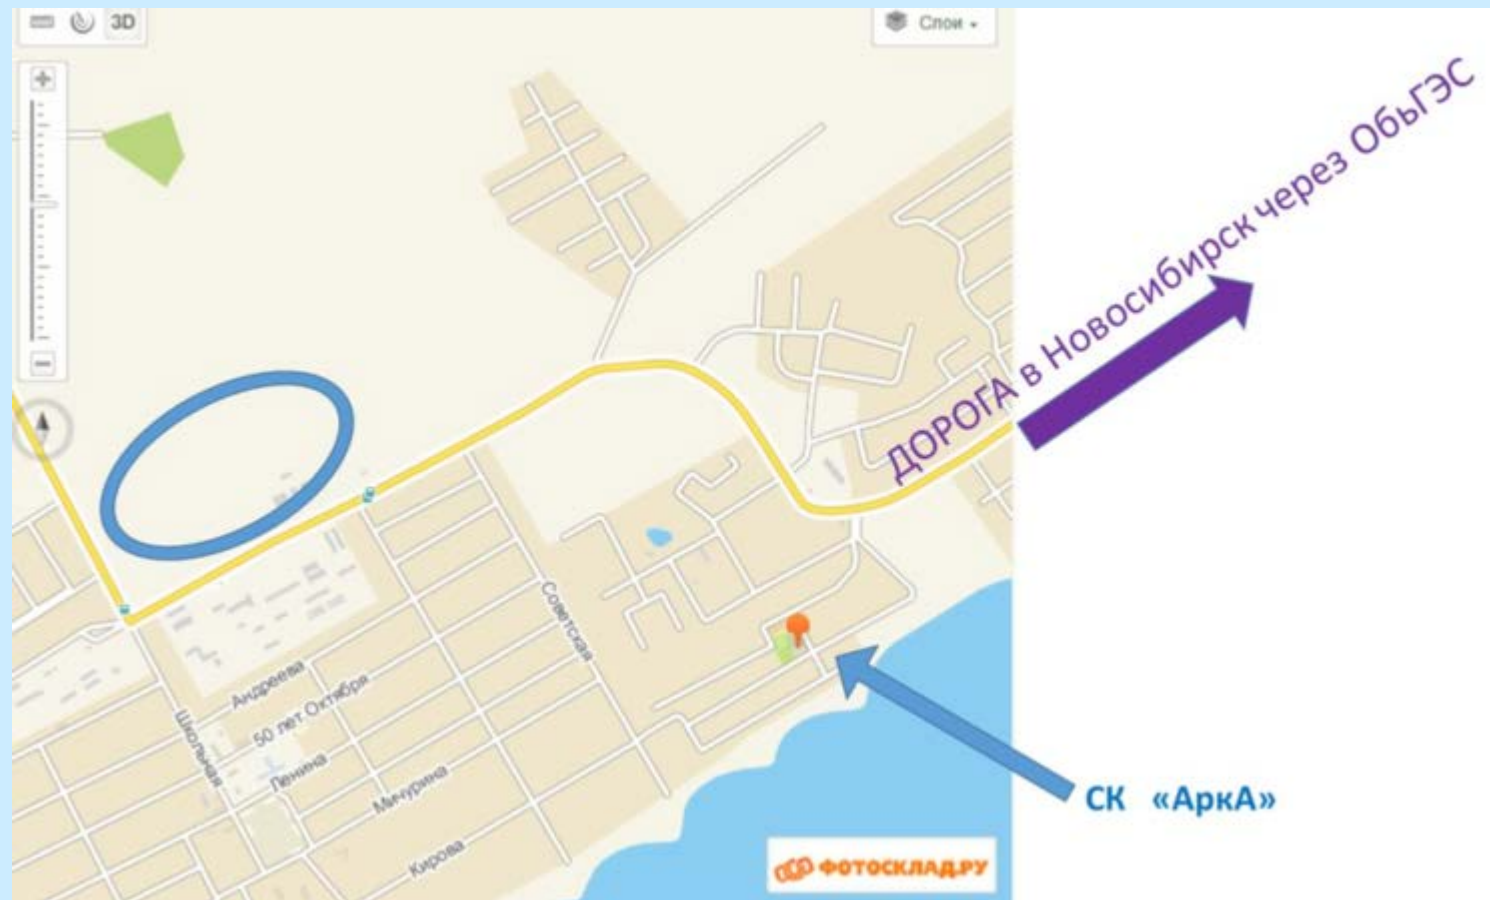 3D
Слои
ДОРОГА в Новосибирск через ОбьГЭС
Советская
Андреева
50 лет Октября
Школьная
Ленина
Мичурина
Кирова
СК «АркА»
ФОТОСКЛАД.РУ